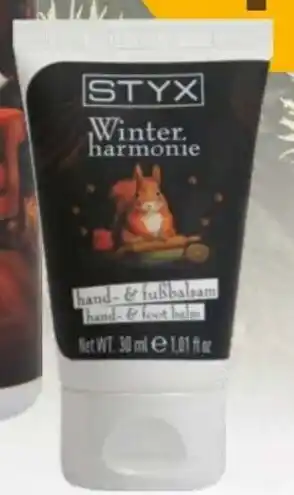 STYX
Winter
harmonie
hand- & fußbalsam
hand- & foot balm
Net WT. 30 ml e 1,01 fl oz